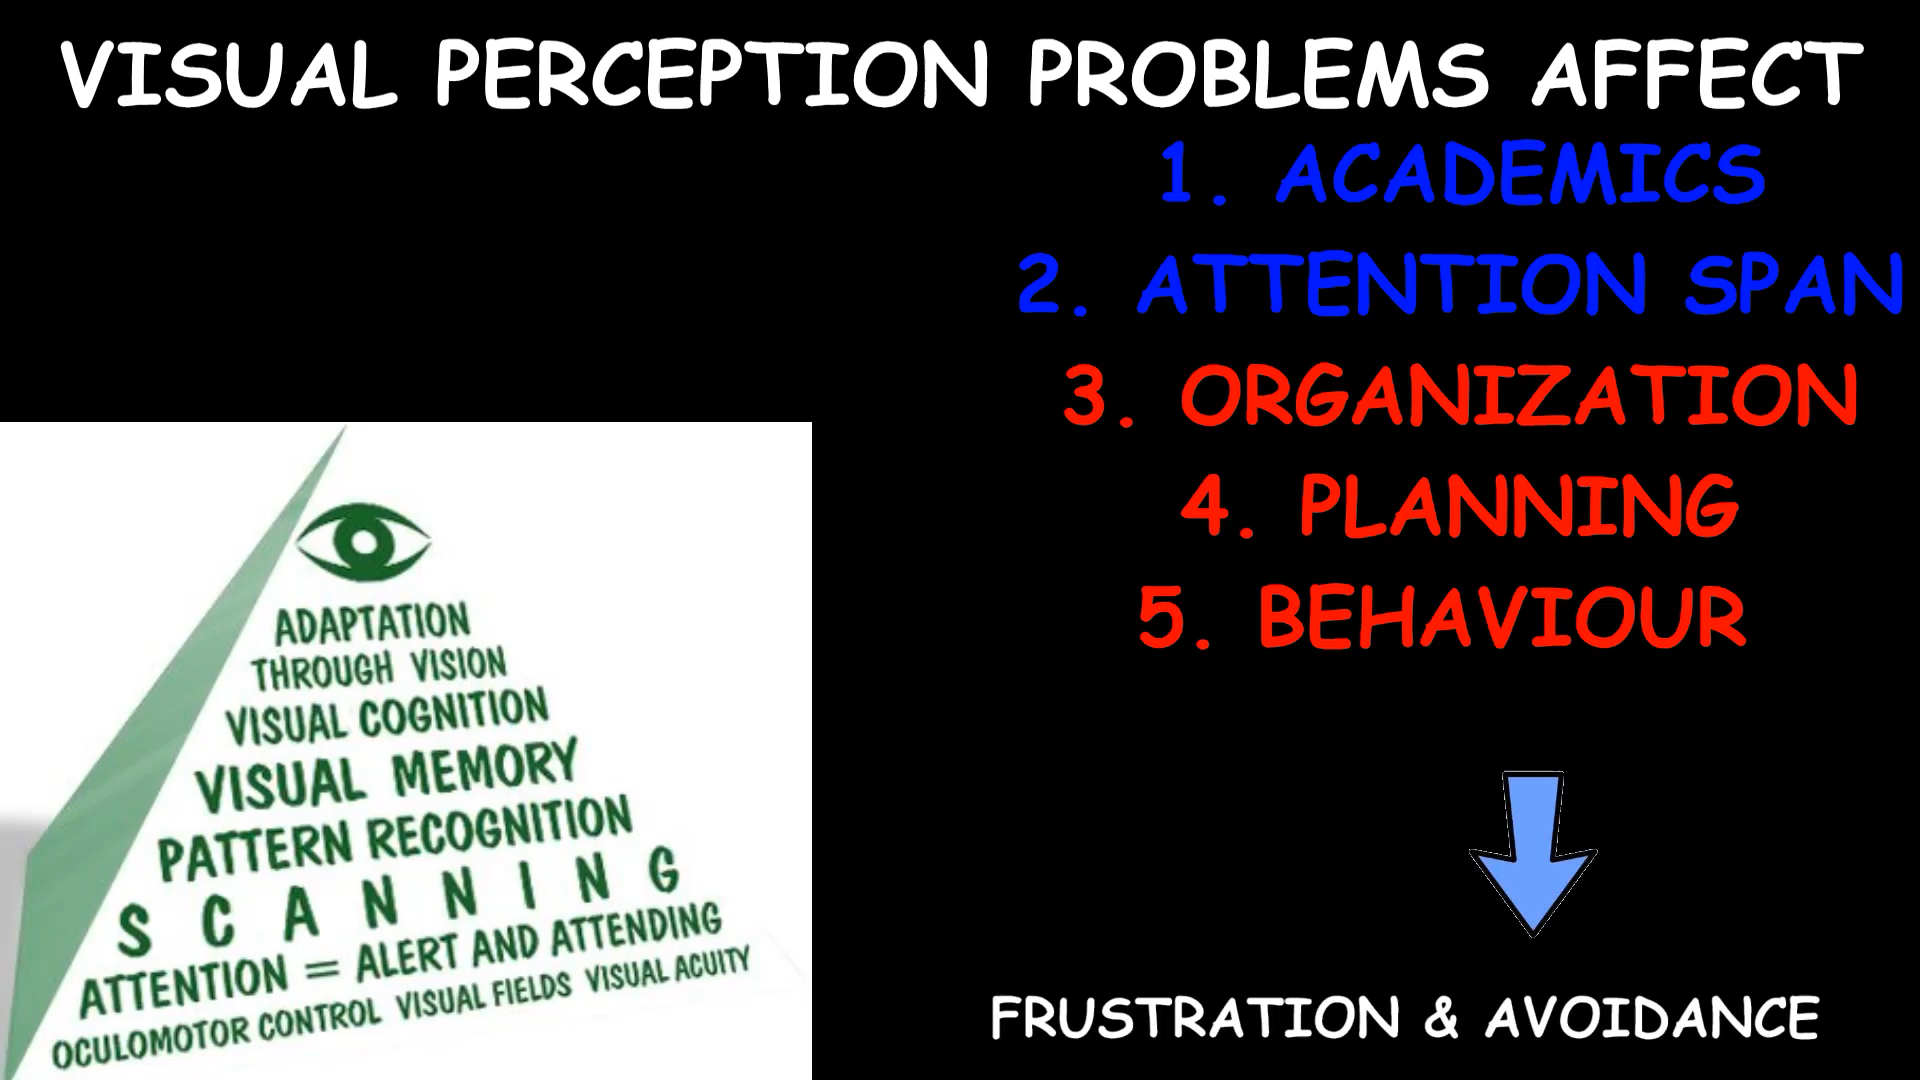 VISUAL PERCEPTION PROBLEMS AFFECT
1. ACADEMICS
2. ATTENTION SPAN
3. ORGANIZATION
4. PLANNING
5. BEHAVIOUR
ADAPTATION
THROUGH VISION
VISUAL COGNITION
VISUAL MEMORY
PATTERN RECOGNITION
SCANNING
ATTENTION = ALERT AND ATTENDING
OCULOMOTOR CONTROL VISUAL FIELDS VISUAL ACUITY
FRUSTRATION & AVOIDANCE